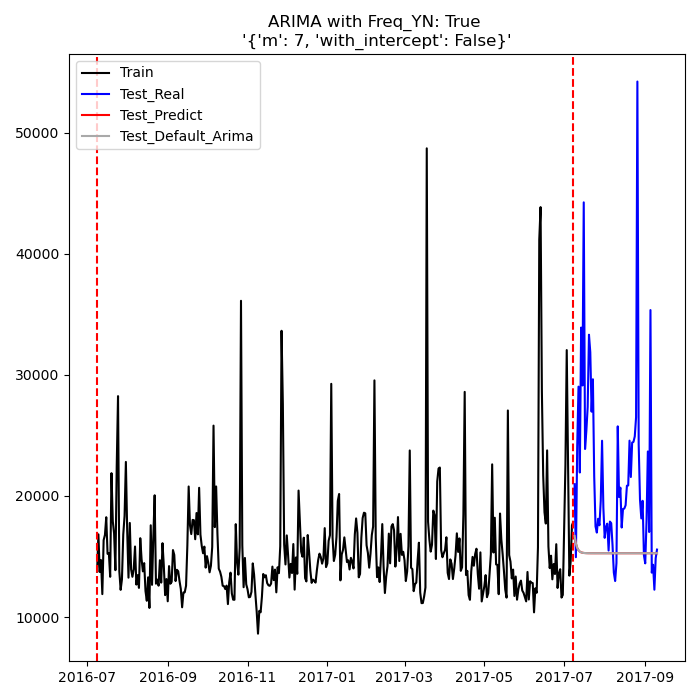 ARIMA with Freq_YN: True
'{'m': 7, 'with_intercept': False}'
Train
Test_Real
Test_Predict
Test_Default_Arima
50000
40000
30000
20000
10000
2016-07 2016-09 2016-11 2017-01 2017-03 2017-05 2017-07 2017-09